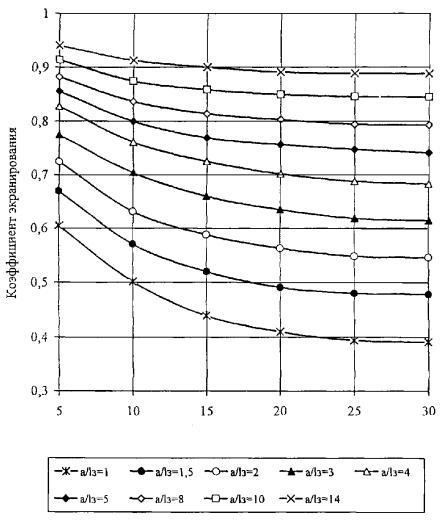 Коэффициент экранирования
1
0,9
0,8
0,7
0,6
0,5
0,4
0,3
5 10 15 20 25 30
a/lз=1 a/lз=1,5 a/lз=2 a/lз=3 a/lз=4
a/lз=5 a/lз=8 a/lз=10 a/lз=14